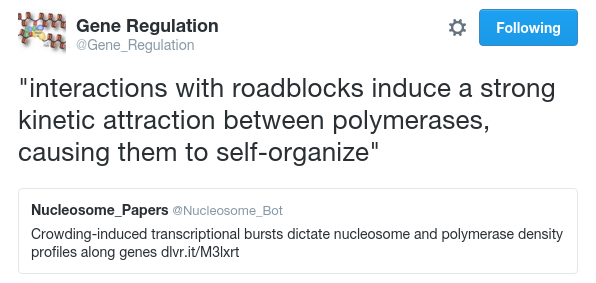 Gene Regulation
@Gene_Regulation
Following
"interactions with roadblocks induce a strong
kinetic attraction between polymerases,
causing them to self-organize"
Nucleosome_Papers @Nucleosome_Bot
Crowding-induced transcriptional bursts dictate nucleosome and polymerase density
profiles along genes dlvr.it/M3lxrt